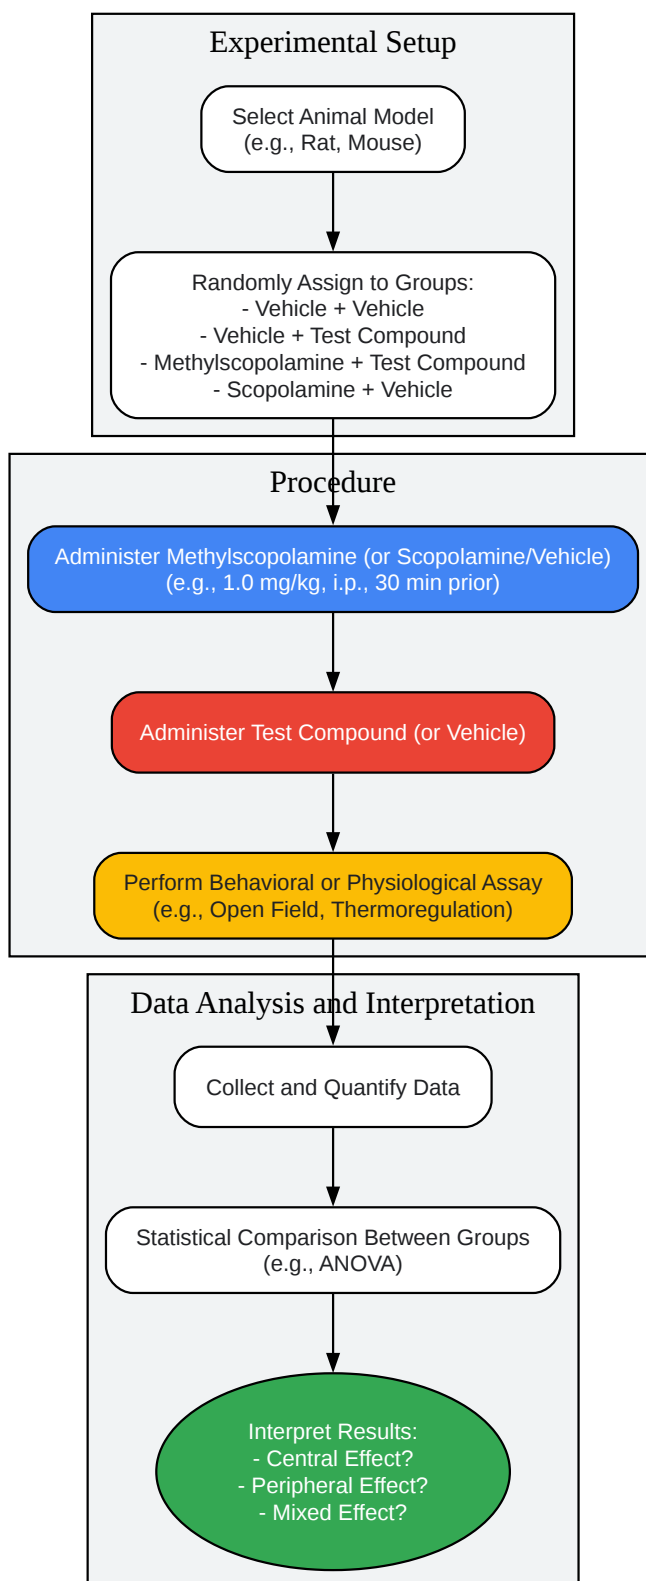 Experimental Setup
Select Animal Model
(e.g., Rat, Mouse)
Randomly Assign to Groups:
- Vehicle + Vehicle
- Vehicle + Test Compound
- Methylscopolamine + Test Compound
- Scopolamine + Vehicle
Procedure
Administer Methylscopolamine (or Scopolamine/Vehicle)
(e.g., 1.0 mg/kg, i.p., 30 min prior)
Administer Test Compound (or Vehicle)
Perform Behavioral or Physiological Assay
(e.g., Open Field, Thermoregulation)
Data Analysis and Interpretation
Collect and Quantify Data
Statistical Comparison Between Groups
(e.g., ANOVA)
Interpret Results:
- Central Effect?
- Peripheral Effect?
- Mixed Effect?